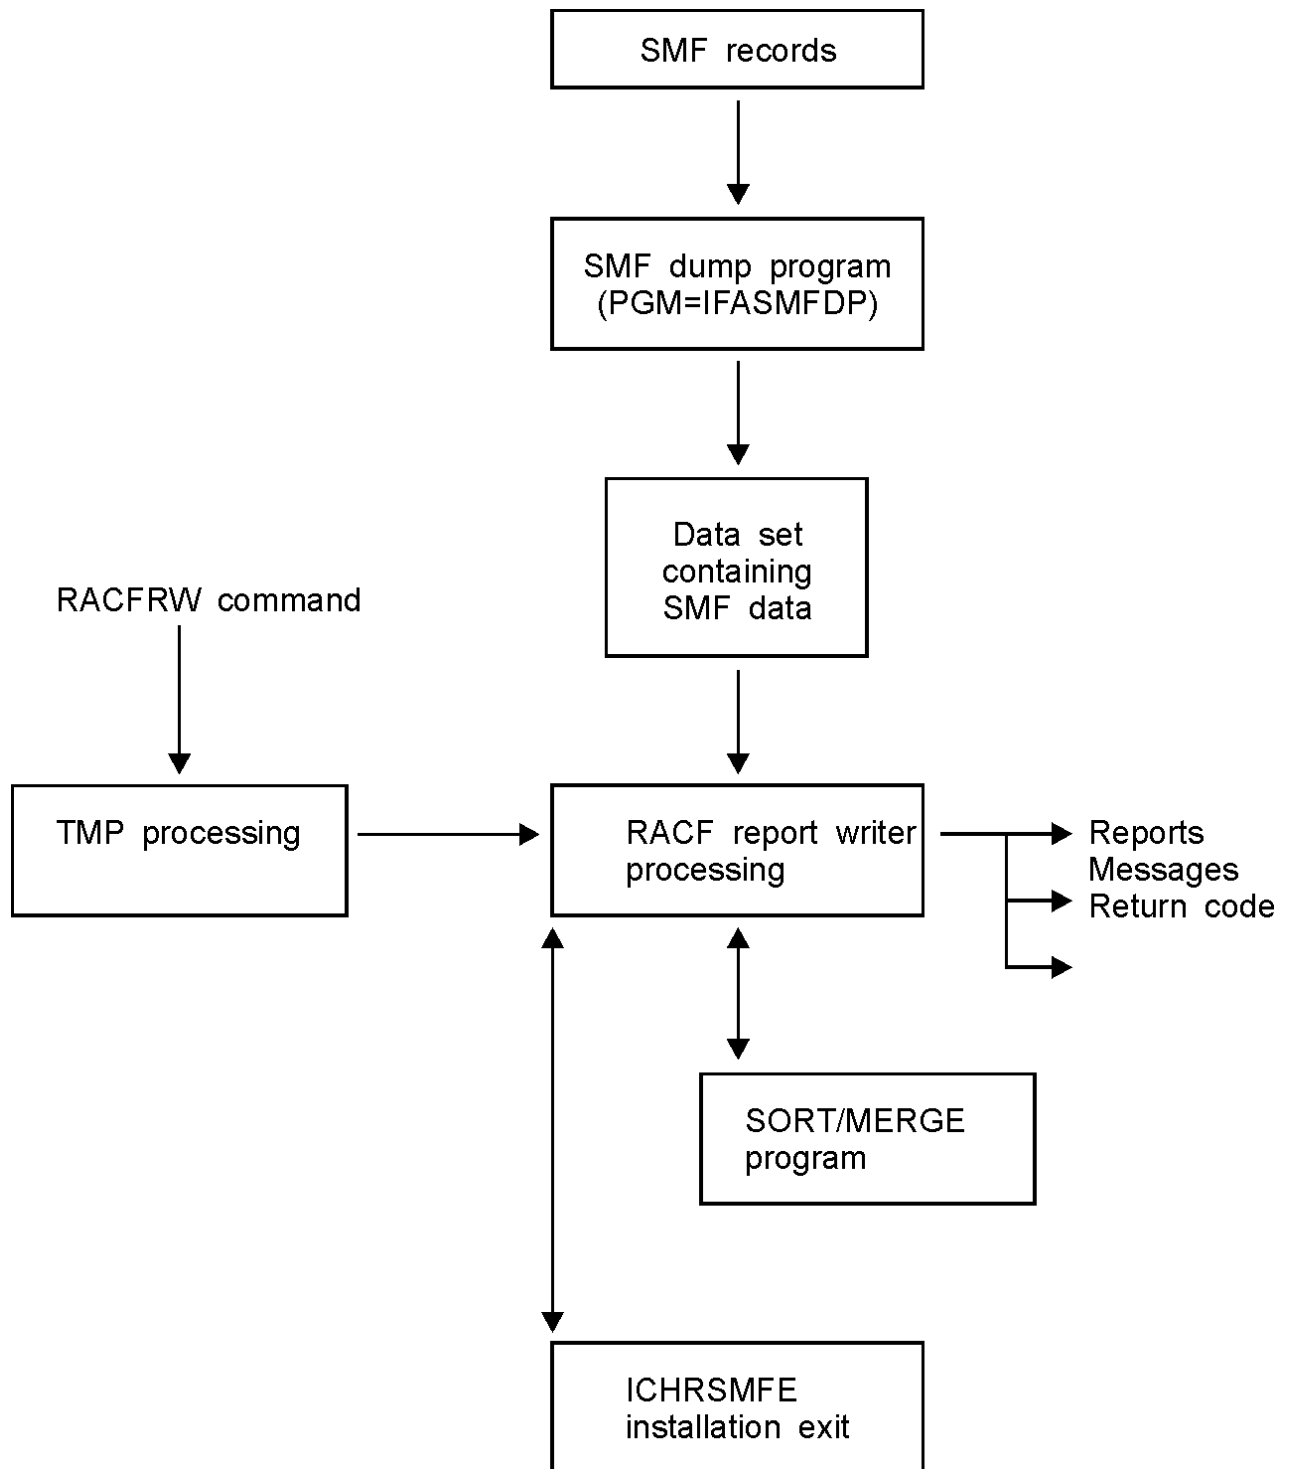 SMF records
SMF dump program
(PGM=IFASMFDP)
Data set
containing
SMF data
RACFRW command
TMP processing
RACF report writer
processing
Reports
Messages
Return code
SORT/MERGE
program
ICHRSMFE
installation exit